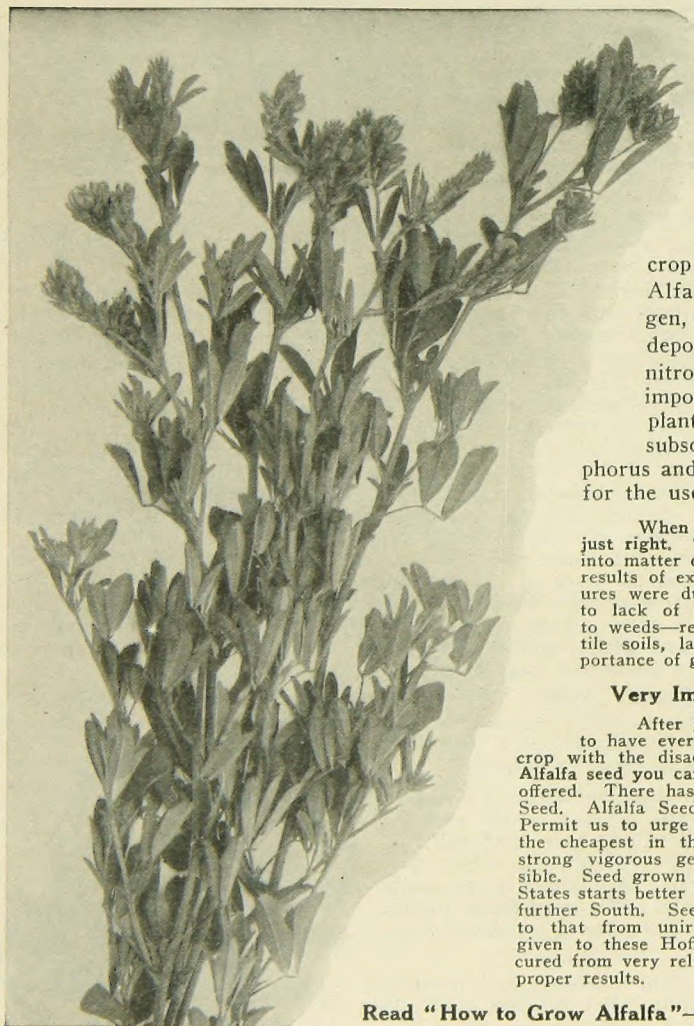 crop
Alfa
gen,
depo
nitro
impo
plant
subso
phorus and
for the use
When
just right.
into matter
results of ex
ures were d
to lack of
to weeds—re
tile soils, la
portance of g
Very Im
After
to have ever
crop with the disa
Alfalfa seed you ca
offered. There has
Seed. Alfalfa Seed
Permit us to urge
the cheapest in th
strong vigorous ge
sible. Seed grown
States starts better
further South. See
to that from unir
given to these Hof
cured from very rel
proper results.
Read "How to Grow Alfalfa"—